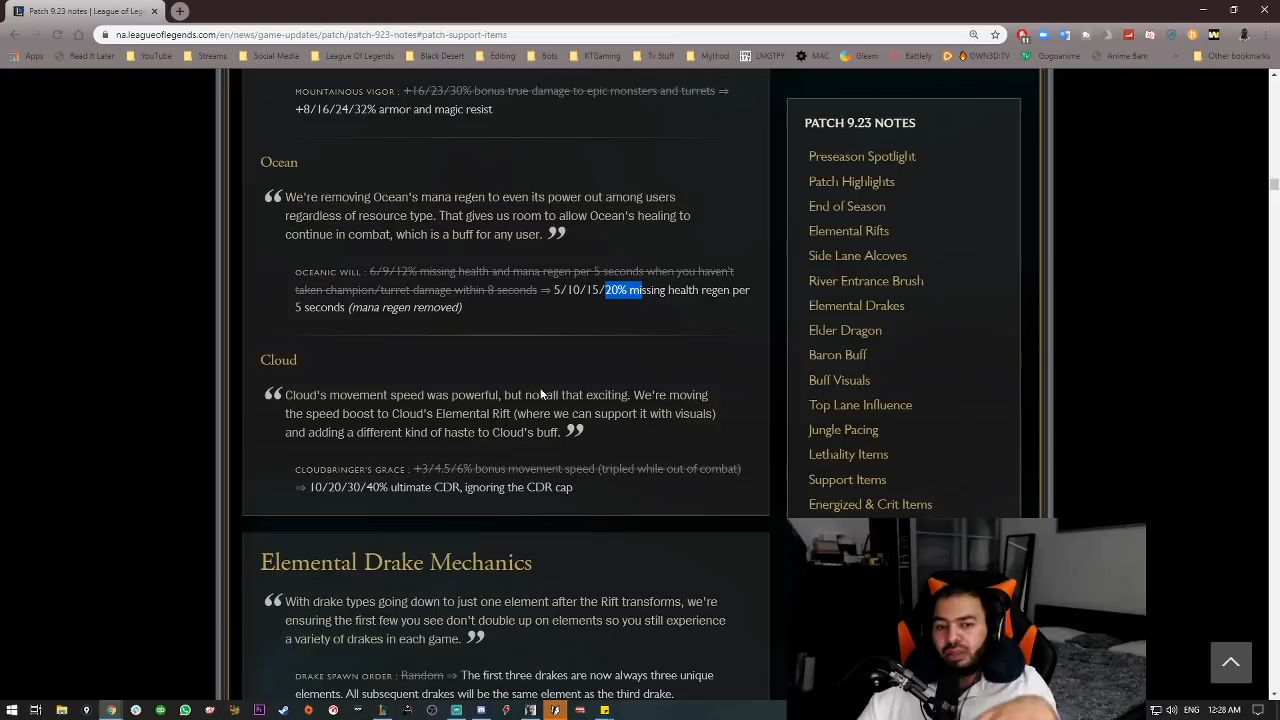 Patch 9.23 notes | League of Lege
na.leagueoflegends.com/en/news/game-updates/patch/patch-923-notes#patch-support-items
Apps Read It Later YouTube Streams Social Media League Of Legends Black Desert Editing Bots KTGaming Tv Stuff Mythod LMGTFY MAC Gleam OWN3D.TV Gogoanime Anime Bam Other bookmarks
MOUNTAINOUS VIGOR : +16/23/30% bonus true damage to epic monsters and turrets ⇒
+8/16/24/32% armor and magic resist
Ocean
We're removing Ocean's mana regen to even its power out among users
regardless of resource type. That gives us room to allow Ocean's healing to
continue in combat, which is a buff for any user.
OCEANIC WILL : 6/9/12% missing health and mana regen per 5 seconds when you haven't
taken champion/turret damage within 8 seconds ⇒ 5/10/15/20% missing health regen per
5 seconds (mana regen removed)
Cloud
Cloud's movement speed was powerful, but not all that exciting. We're moving
the speed boost to Cloud's Elemental Rift (where we can support it with visuals)
and adding a different kind of haste to Cloud's buff.
CLOUDBRINGER'S GRACE : +3/4.5/6% bonus movement speed (tripled while out of combat)
⇒ 10/20/30/40% ultimate CDR, ignoring the CDR cap
Elemental Drake Mechanics
With drake types going down to just one element after the Rift transforms, we're
ensuring the first few you see don't double up on elements so you still experience
a variety of drakes in each game.
DRAKE SPAWN ORDER : Random ⇒ The first three drakes are now always three unique
elements. All subsequent drakes will be the same element as the third drake.
PATCH 9.23 NOTES
Preseason Spotlight
Patch Highlights
End of Season
Elemental Rifts
Side Lane Alcoves
River Entrance Brush
Elemental Drakes
Elder Dragon
Baron Buff
Buff Visuals
Top Lane Influence
Jungle Pacing
Lethality Items
Support Items
Energized & Crit Items
ENG 12:28 AM